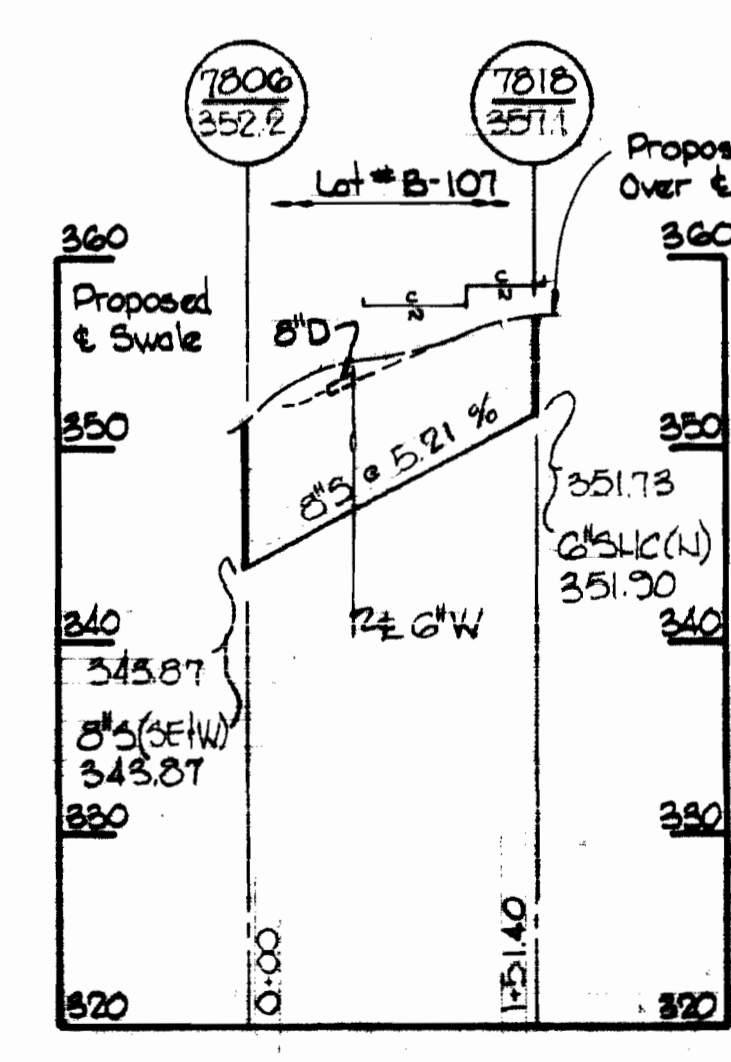 7806
352.2
7818
357.1
Lot # B-107
Propos
Over ℄
360
360
Proposed
℄ Swale
8"D
350
350
8"S @ 5.21 %
351.73
6"SHC(N)
351.90
340
340
6"W
343.87
8"S(SE&W)
343.87
330
330
0+00
1+51.40
320
320